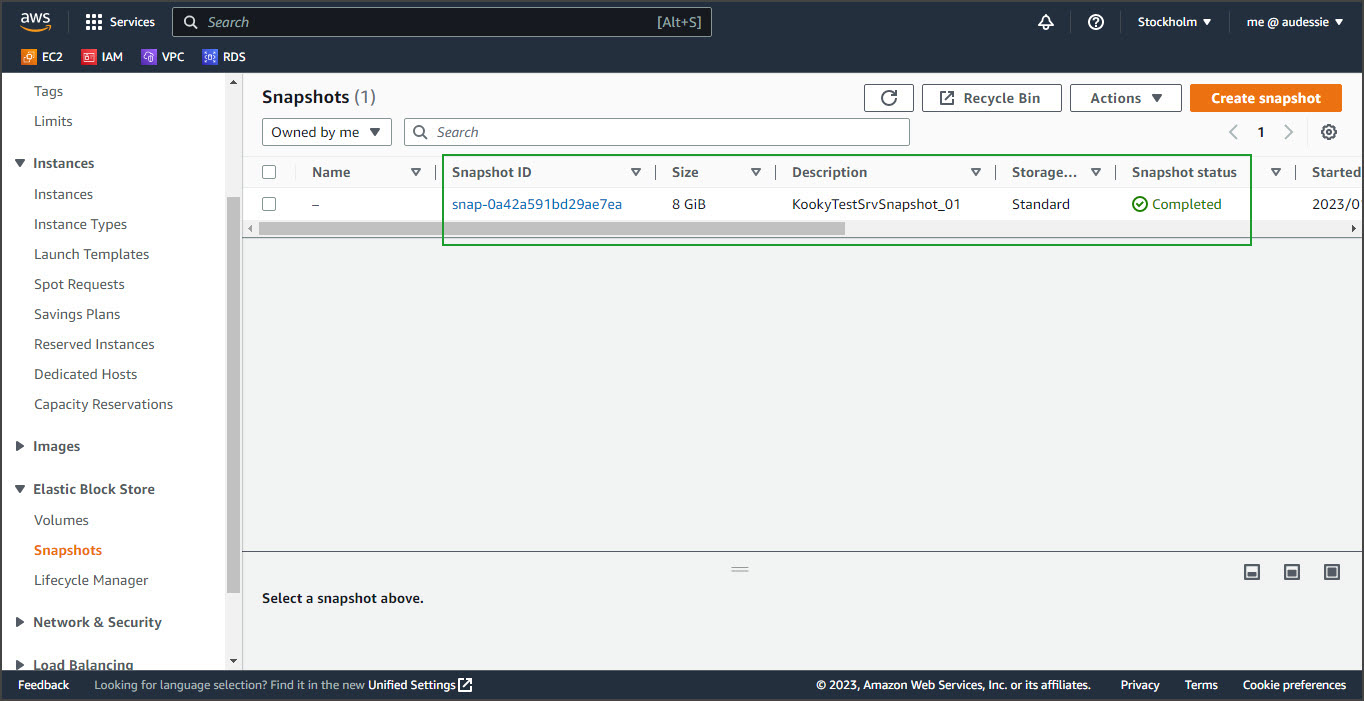 aws Services Search [Alt+S] Stockholm me @ audessie
EC2 IAM VPC RDS
Tags
Limits
Instances
Instances
Instance Types
Launch Templates
Spot Requests
Savings Plans
Reserved Instances
Dedicated Hosts
Capacity Reservations
Images
Elastic Block Store
Volumes
Snapshots
Lifecycle Manager
Network & Security
Load Balancing
Snapshots (1) Recycle Bin Actions Create snapshot
Owned by me Search 1
Name Snapshot ID Size Description Storage... Snapshot status Started
– snap-0a42a591bd29ae7ea 8 GiB KookyTestSrvSnapshot_01 Standard Completed 2023/01
Select a snapshot above.
Feedback Looking for language selection? Find it in the new Unified Settings © 2023, Amazon Web Services, Inc. or its affiliates. Privacy Terms Cookie preferences